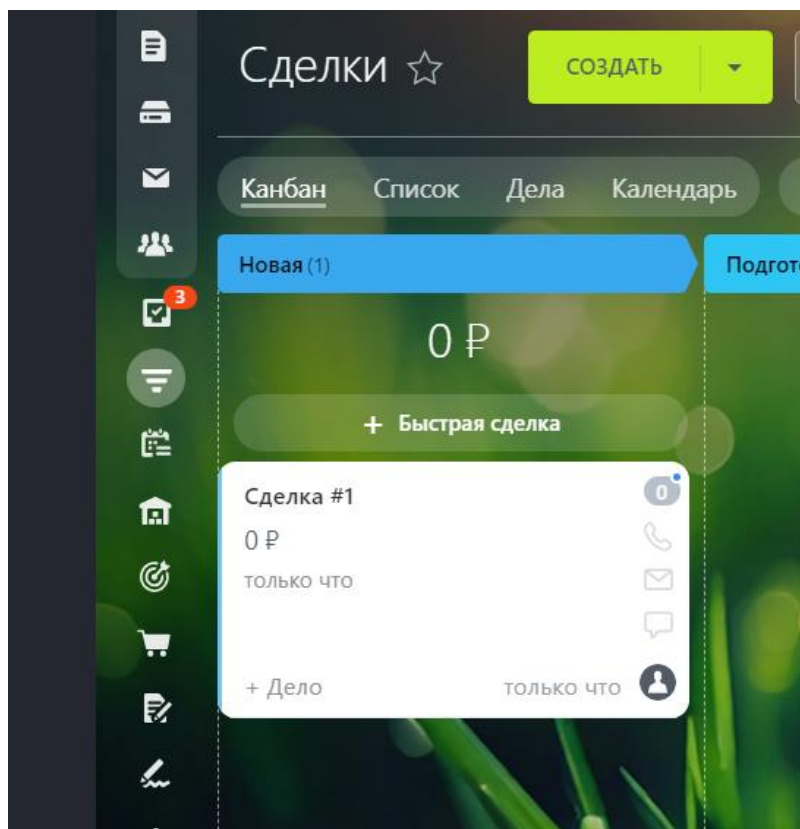 Сделки
СОЗДАТЬ
Канбан Список Дела Календарь
Новая (1)
3
0 ₽
+ Быстрая сделка
Сделка #1
0
0 ₽
только что
+ Дело только что